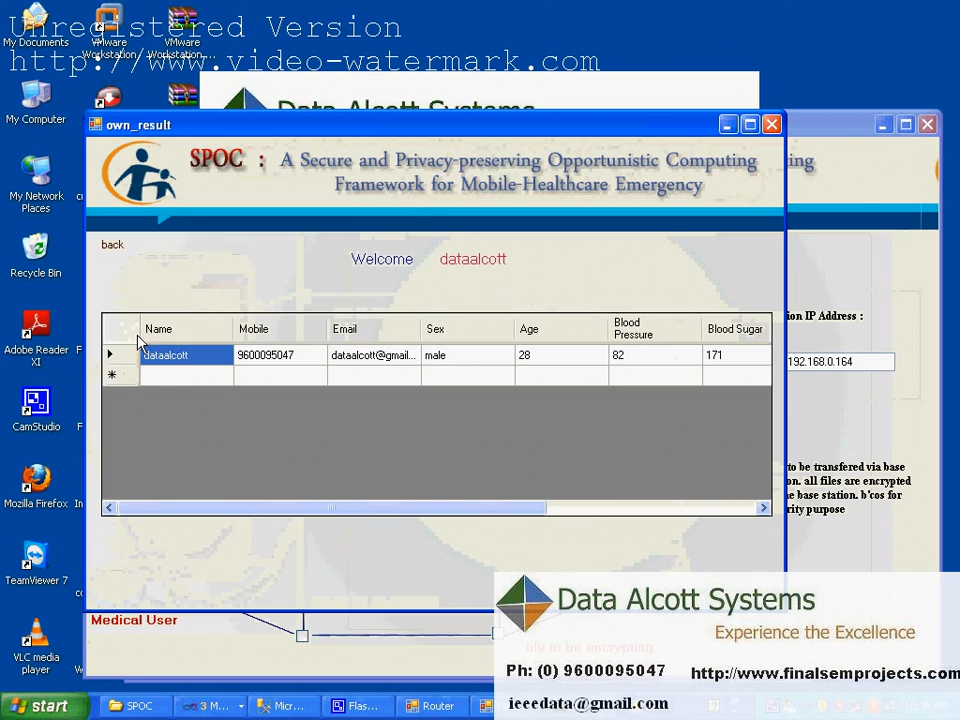 Unregistered Version
http://www.video-watermark.com
My Documents
VMware Workstation
VMware Workstation...
My Computer
My Network Places
Recycle Bin
Adobe Reader XI
CamStudio
Mozilla Firefox
TeamViewer 7
VLC media player
Data Alcott Systems
own_result
SPOC : A Secure and Privacy-preserving Opportunistic Computing
Framework for Mobile-Healthcare Emergency
back
Welcome dataalcott
Name Mobile Email Sex Age Blood Pressure Blood Sugar
dataalcott 9600095047 dataalcott@gmail... male 28 82 171
ion IP Address :
192.168.0.164
to be transfered via base
on. all files are encrypted
he base station. b'cos for
rity purpose
Medical User
file to be encrypting
Data Alcott Systems
Experience the Excellence
Ph: (0) 9600095047
http://www.finalsemprojects.com
ieeedata@gmail.com
start
SPOC
3 M...
Micr...
Flas...
Router